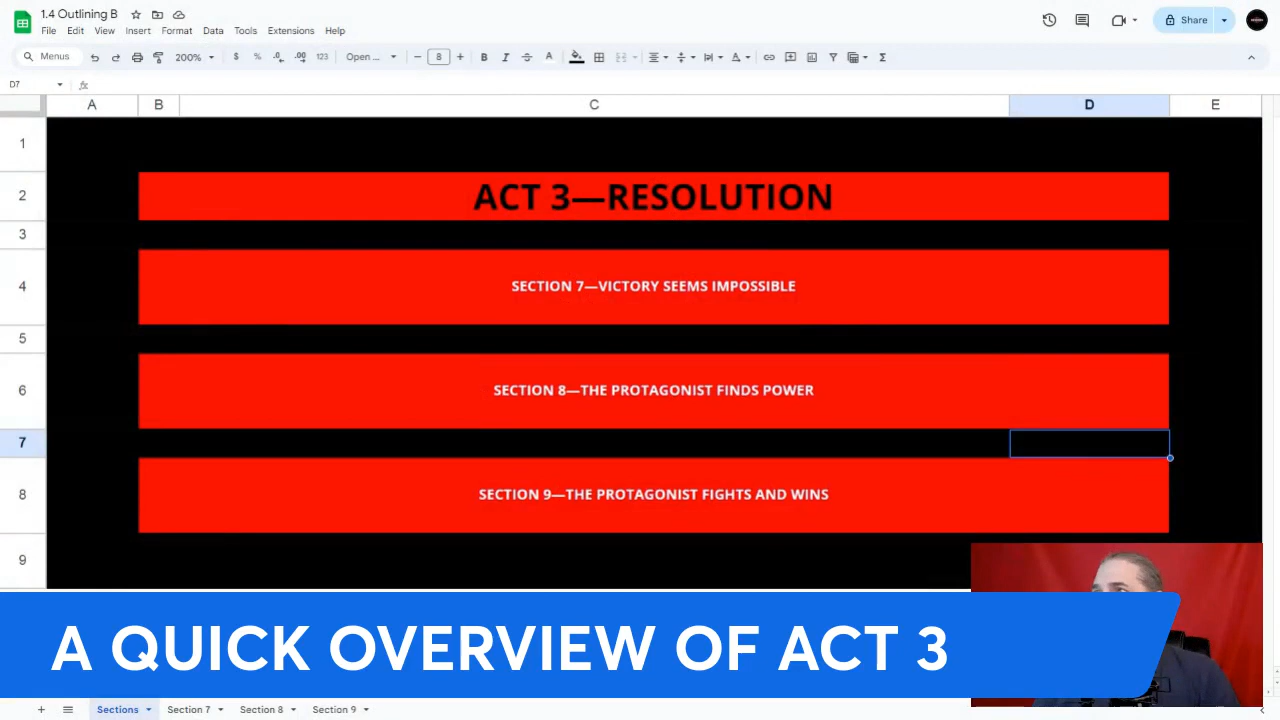 1.4 Outlining B
File Edit View Insert Format Data Tools Extensions Help
Share
Menus 200% $ % .0 .00 123 Open ... 8 B I A
D7 fx
A B C D E
1
2 ACT 3—RESOLUTION
3
4 SECTION 7—VICTORY SEEMS IMPOSSIBLE
5
6 SECTION 8—THE PROTAGONIST FINDS POWER
7
8 SECTION 9—THE PROTAGONIST FIGHTS AND WINS
9
A QUICK OVERVIEW OF ACT 3
Sections Section 7 Section 8 Section 9